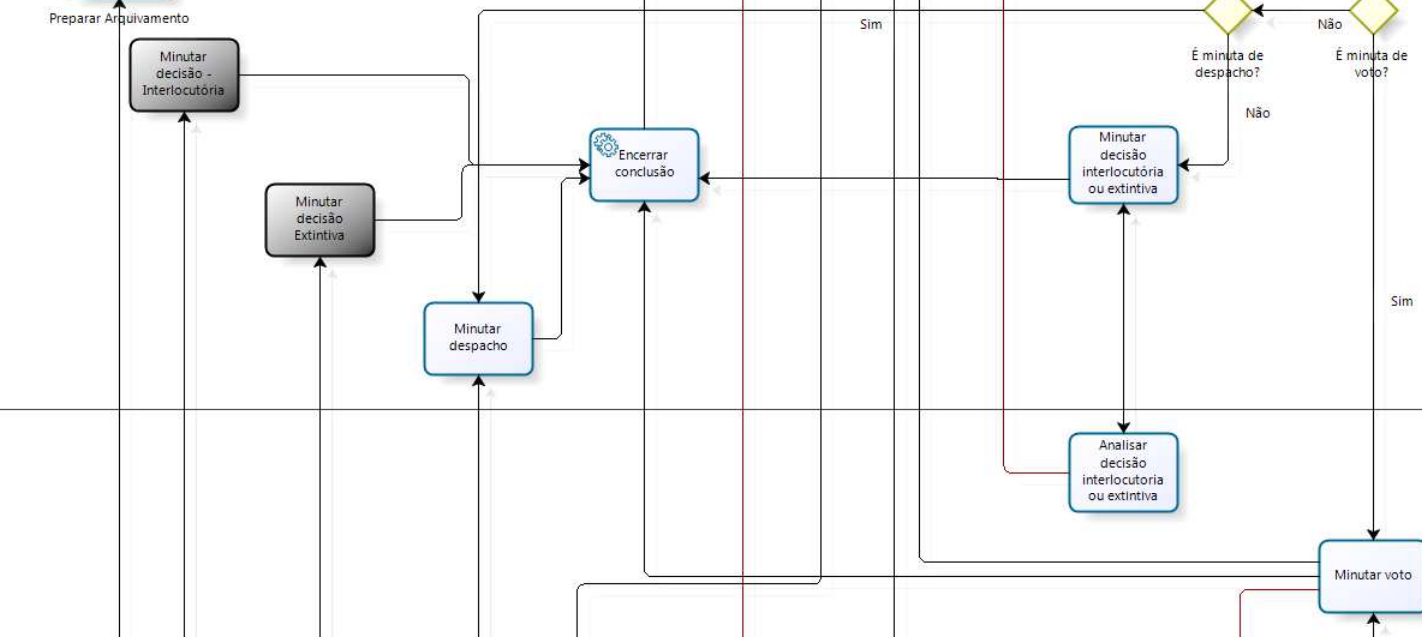 Preparar Arquivamento
Minutar
decisão -
Interlocutória
Sim
Não
É minuta de
despacho?
É minuta de
voto?
Não
Encerrar
conclusão
Minutar
decisão
interlocutória
ou extintiva
Minutar
decisão
Extintiva
Sim
Minutar
despacho
Analisar
decisão
interlocutoria
ou extintiva
Minutar voto